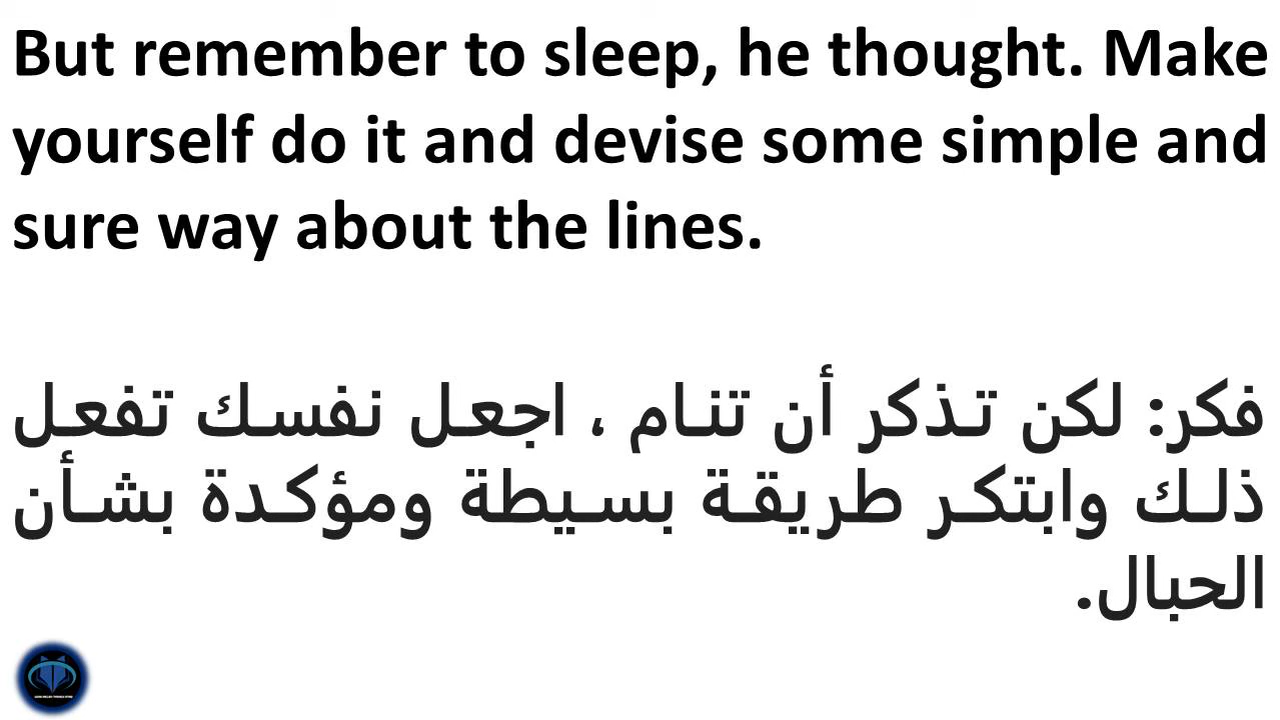 But remember to sleep, he thought. Make
yourself do it and devise some simple and
sure way about the lines.
فكر: لكن تذكر أن تنام ، اجعل نفسك تفعل
ذلك وابتكر طريقة بسيطة ومؤكدة بشأن
الحبال.